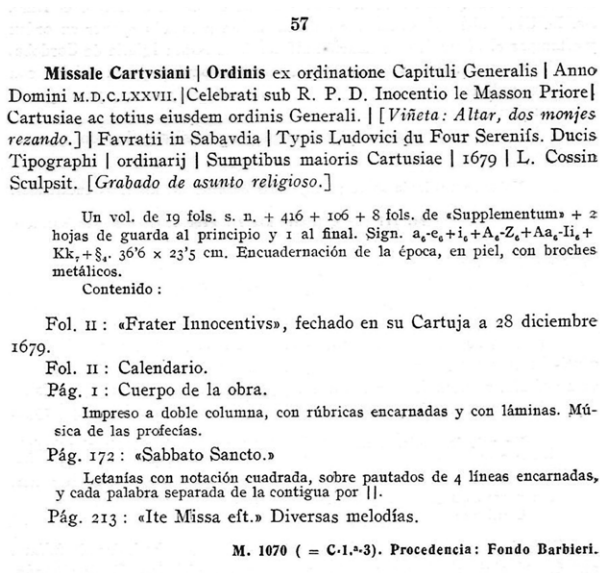 57
Missale Cartvsiani | Ordinis ex ordinatione Capituli Generalis | Anno
Domini M.D.C.LXXVII.|Celebrati sub R. P. D. Inocentio le Masson Priore|
Cartusiae ac totius eiusdem ordinis Generali. | [Viñeta: Altar, dos monjes
rezando.] | Favratii in Sabavdia | Typis Ludovici du Four Sereniſs. Ducis
Tipographi | ordinarij | Sumptibus maioris Cartusiae | 1679 | L. Cossin
Sculpsit. [Grabado de asunto religioso.]
Un vol. de 19 fols. s. n. + 416 + 106 + 8 fols. de «Supplementum» + 2
hojas de guarda al principio y 1 al final. Sign. a₆-e₆+i₆+A₆-Z₆+Aa₆-Ii₆+
Kk₇+§₄. 36'6 x 23'5 cm. Encuadernación de la época, en piel, con broches
metálicos.
Contenido :
Fol. II : «Frater Innocentivs», fechado en su Cartuja a 28 diciembre
1679.
Fol. II : Calendario.
Pág. 1 : Cuerpo de la obra.
Impreso a doble columna, con rúbricas encarnadas y con láminas. Mú-
sica de las profecías.
Pág. 172 : «Sabbato Sancto.»
Letanías con notación cuadrada, sobre pautados de 4 líneas encarnadas,
y cada palabra separada de la contigua por ||.
Pág. 213 : «Ite Missa eſt.» Diversas melodías.
M. 1070 ( = C-1.ª-3). Procedencia: Fondo Barbieri.